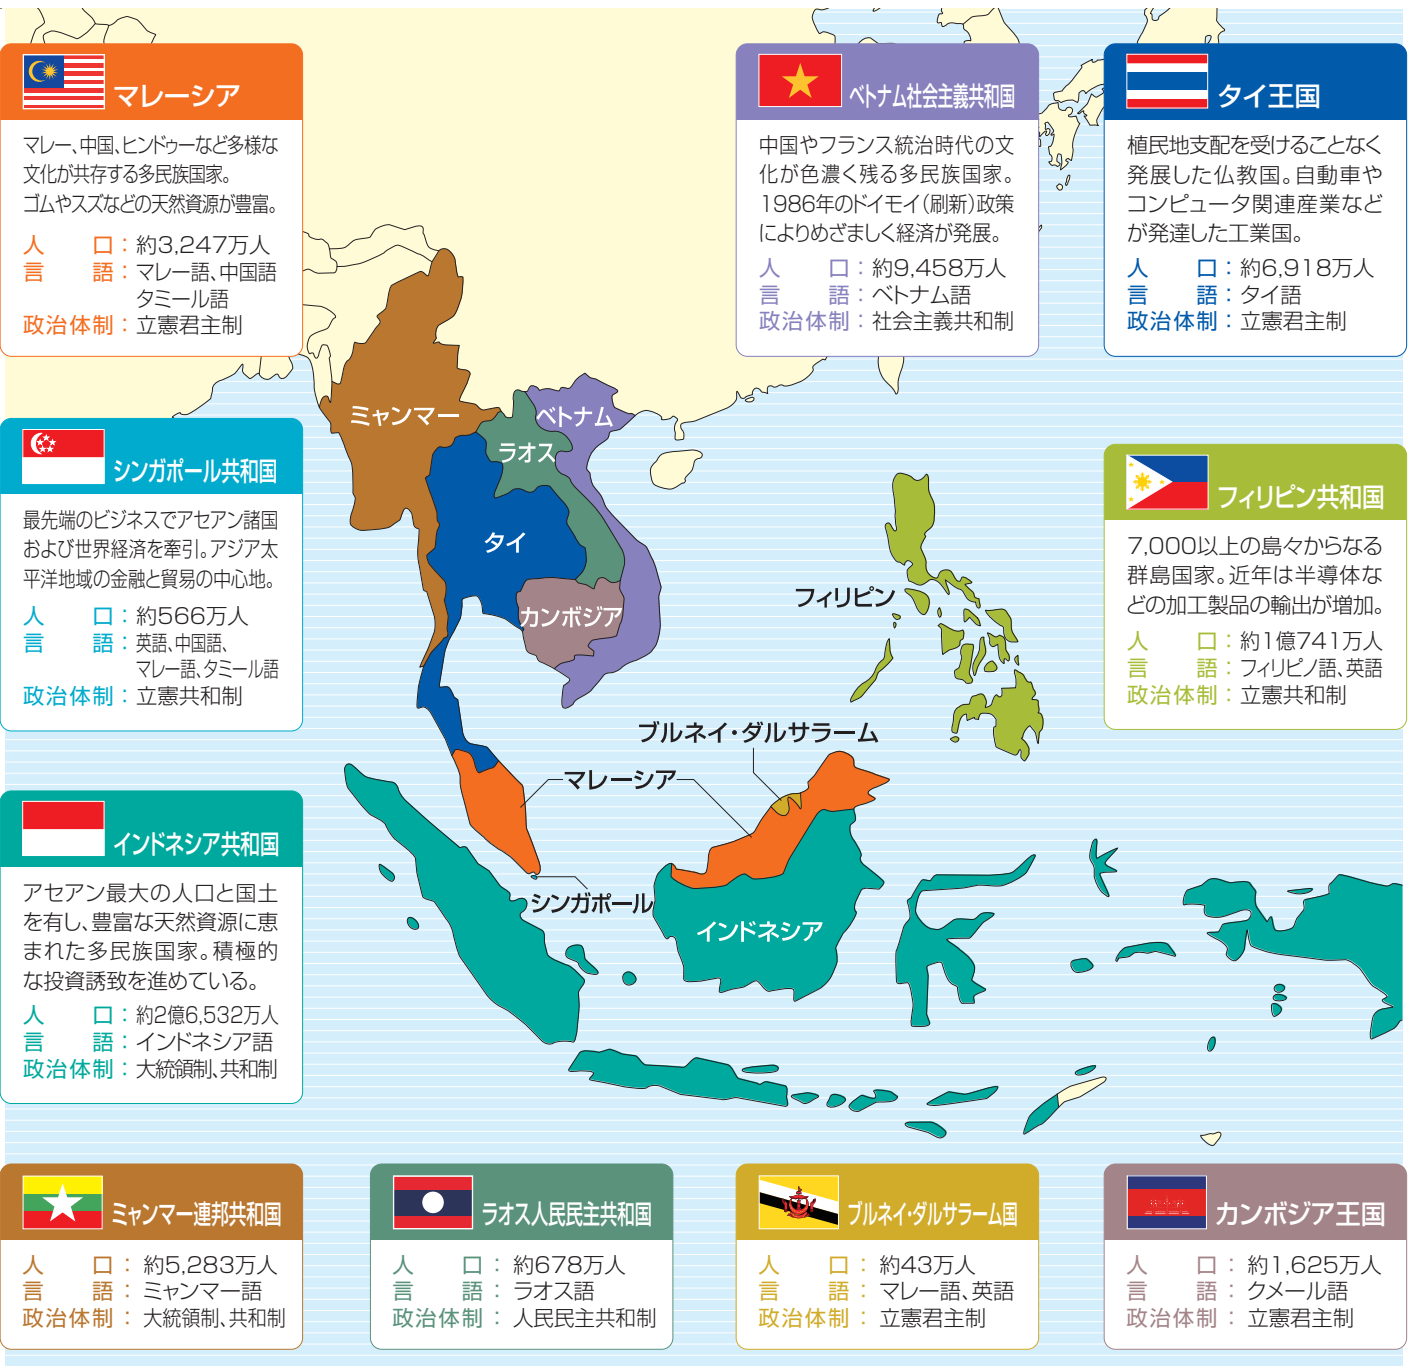 マレーシア
マレー、中国、ヒンドゥーなど多様な
文化が共存する多民族国家。
ゴムやスズなどの天然資源が豊富。
人口：約3,247万人
言語：マレー語、中国語
タミール語
政治体制：立憲君主制
ベトナム社会主義共和国
中国やフランス統治時代の文
化が色濃く残る多民族国家。
1986年のドイモイ（刷新）政策
によりめざましく経済が発展。
人口：約9,458万人
言語：ベトナム語
政治体制：社会主義共和制
タイ王国
植民地支配を受けることなく
発展した仏教国。自動車や
コンピュータ関連産業など
が発達した工業国。
人口：約6,918万人
言語：タイ語
政治体制：立憲君主制
シンガポール共和国
最先端のビジネスでアセアン諸国
および世界経済を牽引。アジア太
平洋地域の金融と貿易の中心地。
人口：約566万人
言語：英語、中国語、
マレー語、タミール語
政治体制：立憲共和制
フィリピン共和国
7,000以上の島々からなる
群島国家。近年は半導体な
どの加工製品の輸出が増加。
人口：約1億741万人
言語：フィリピノ語、英語
政治体制：立憲共和制
インドネシア共和国
アセアン最大の人口と国土
を有し、豊富な天然資源に恵
まれた多民族国家。積極的
な投資誘致を進めている。
人口：約2億6,532万人
言語：インドネシア語
政治体制：大統領制、共和制
ミャンマー
ベトナム
ラオス
タイ
カンボジア
フィリピン
ブルネイ・ダルサラーム
マレーシア
シンガポール
インドネシア
ミャンマー連邦共和国
人口：約5,283万人
言語：ミャンマー語
政治体制：大統領制、共和制
ラオス人民民主共和国
人口：約678万人
言語：ラオス語
政治体制：人民民主共和制
ブルネイ・ダルサラーム国
人口：約43万人
言語：マレー語、英語
政治体制：立憲君主制
カンボジア王国
人口：約1,625万人
言語：クメール語
政治体制：立憲君主制